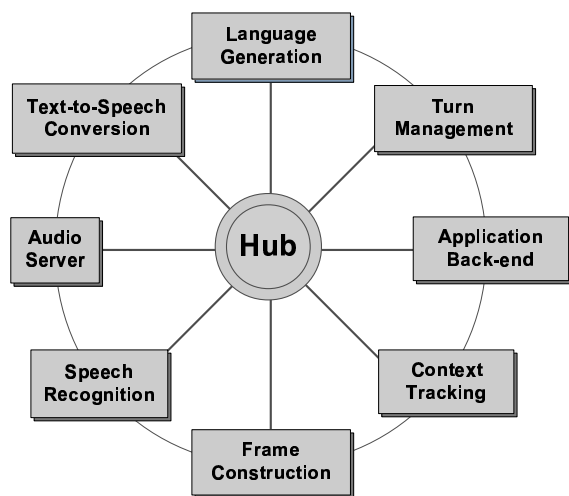 Language
Generation
Text-to-Speech
Conversion
Turn
Management
Audio
Server
Hub
Application
Back-end
Speech
Recognition
Context
Tracking
Frame
Construction